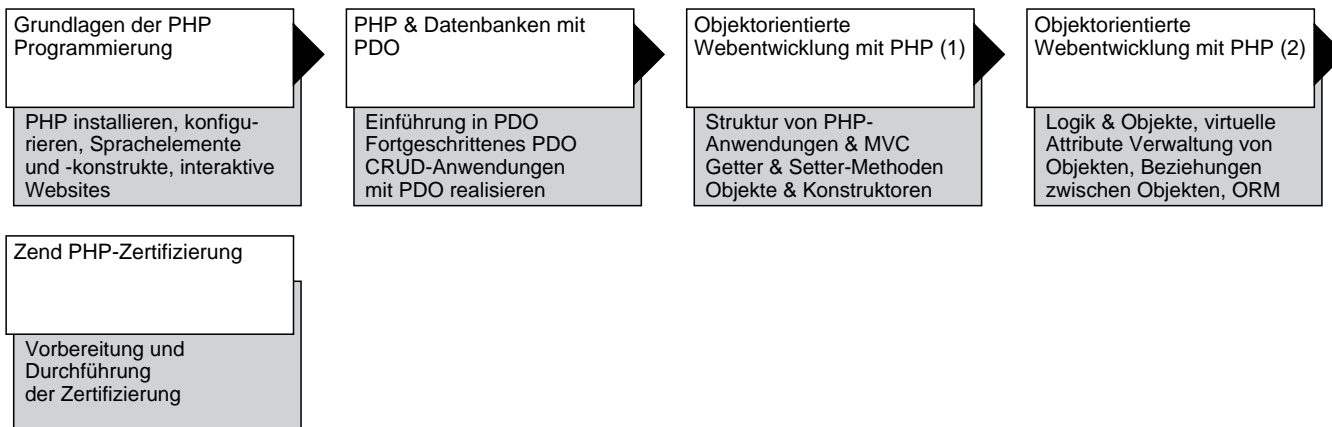 Grundlagen der PHP
Programmierung
PHP installieren, konfigu-
rieren, Sprachelemente
und -konstrukte, interaktive
Websites
PHP & Datenbanken mit
PDO
Einführung in PDO
Fortgeschrittenes PDO
CRUD-Anwendungen
mit PDO realisieren
Objektorientierte
Webentwicklung mit PHP (1)
Struktur von PHP-
Anwendungen & MVC
Getter & Setter-Methoden
Objekte & Konstruktoren
Objektorientierte
Webentwicklung mit PHP (2)
Logik & Objekte, virtuelle
Attribute Verwaltung von
Objekten, Beziehungen
zwischen Objekten, ORM
Zend PHP-Zertifizierung
Vorbereitung und
Durchführung
der Zertifizierung